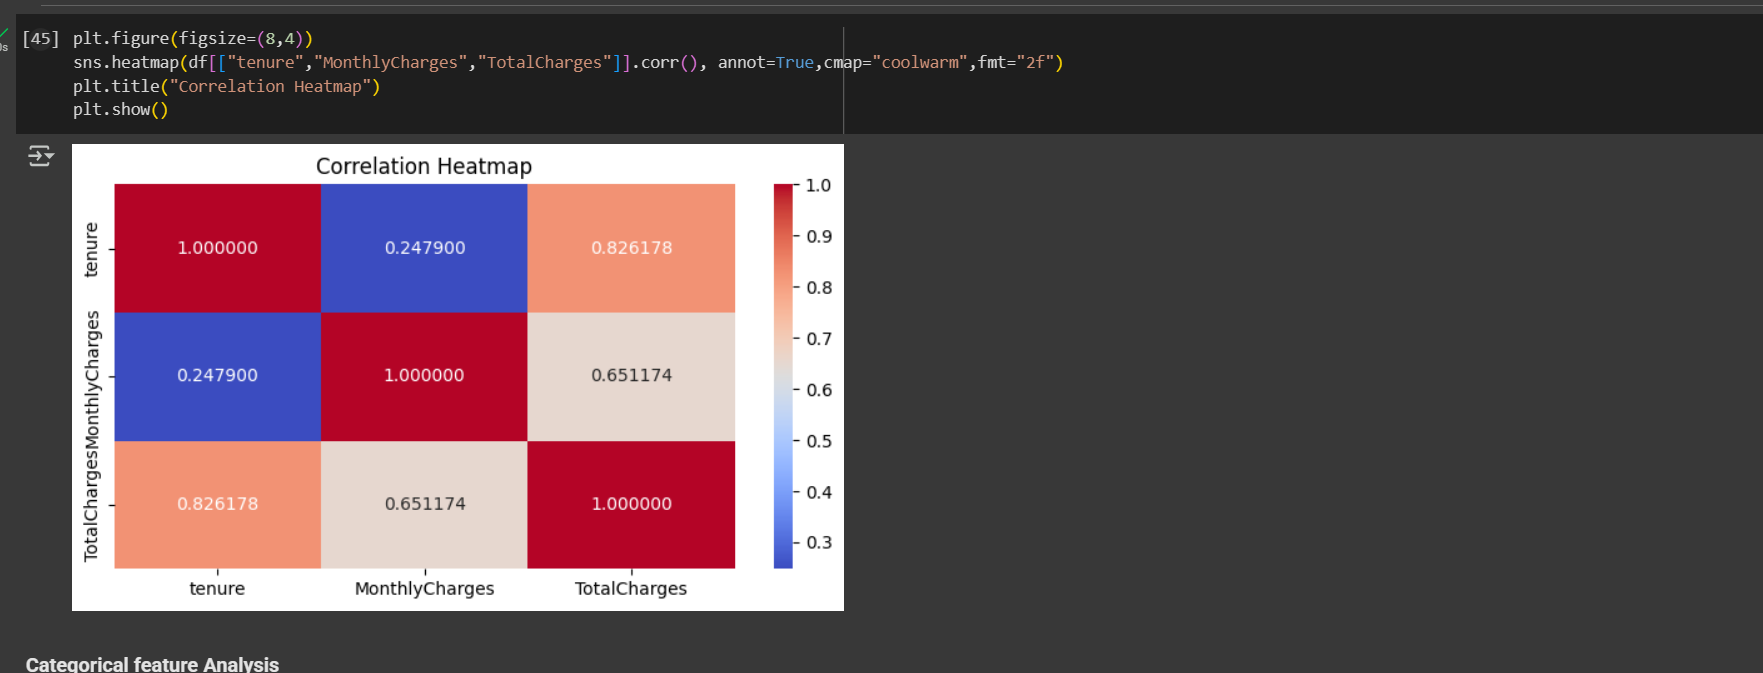 [45] plt.figure(figsize=(8,4))
sns.heatmap(df[["tenure","MonthlyCharges","TotalCharges"]].corr(), annot=True,cmap="coolwarm",fmt="2f")
0s
plt.title("Correlation Heatmap")
plt.show()
Correlation Heatmap
tenure
1.000000 0.247900 0.826178
MonthlyCharges
0.247900 1.000000 0.651174
TotalCharges
0.826178 0.651174 1.000000
tenure MonthlyCharges TotalCharges
1.0
0.9
0.8
0.7
0.6
0.5
0.4
0.3
Categorical feature Analysis